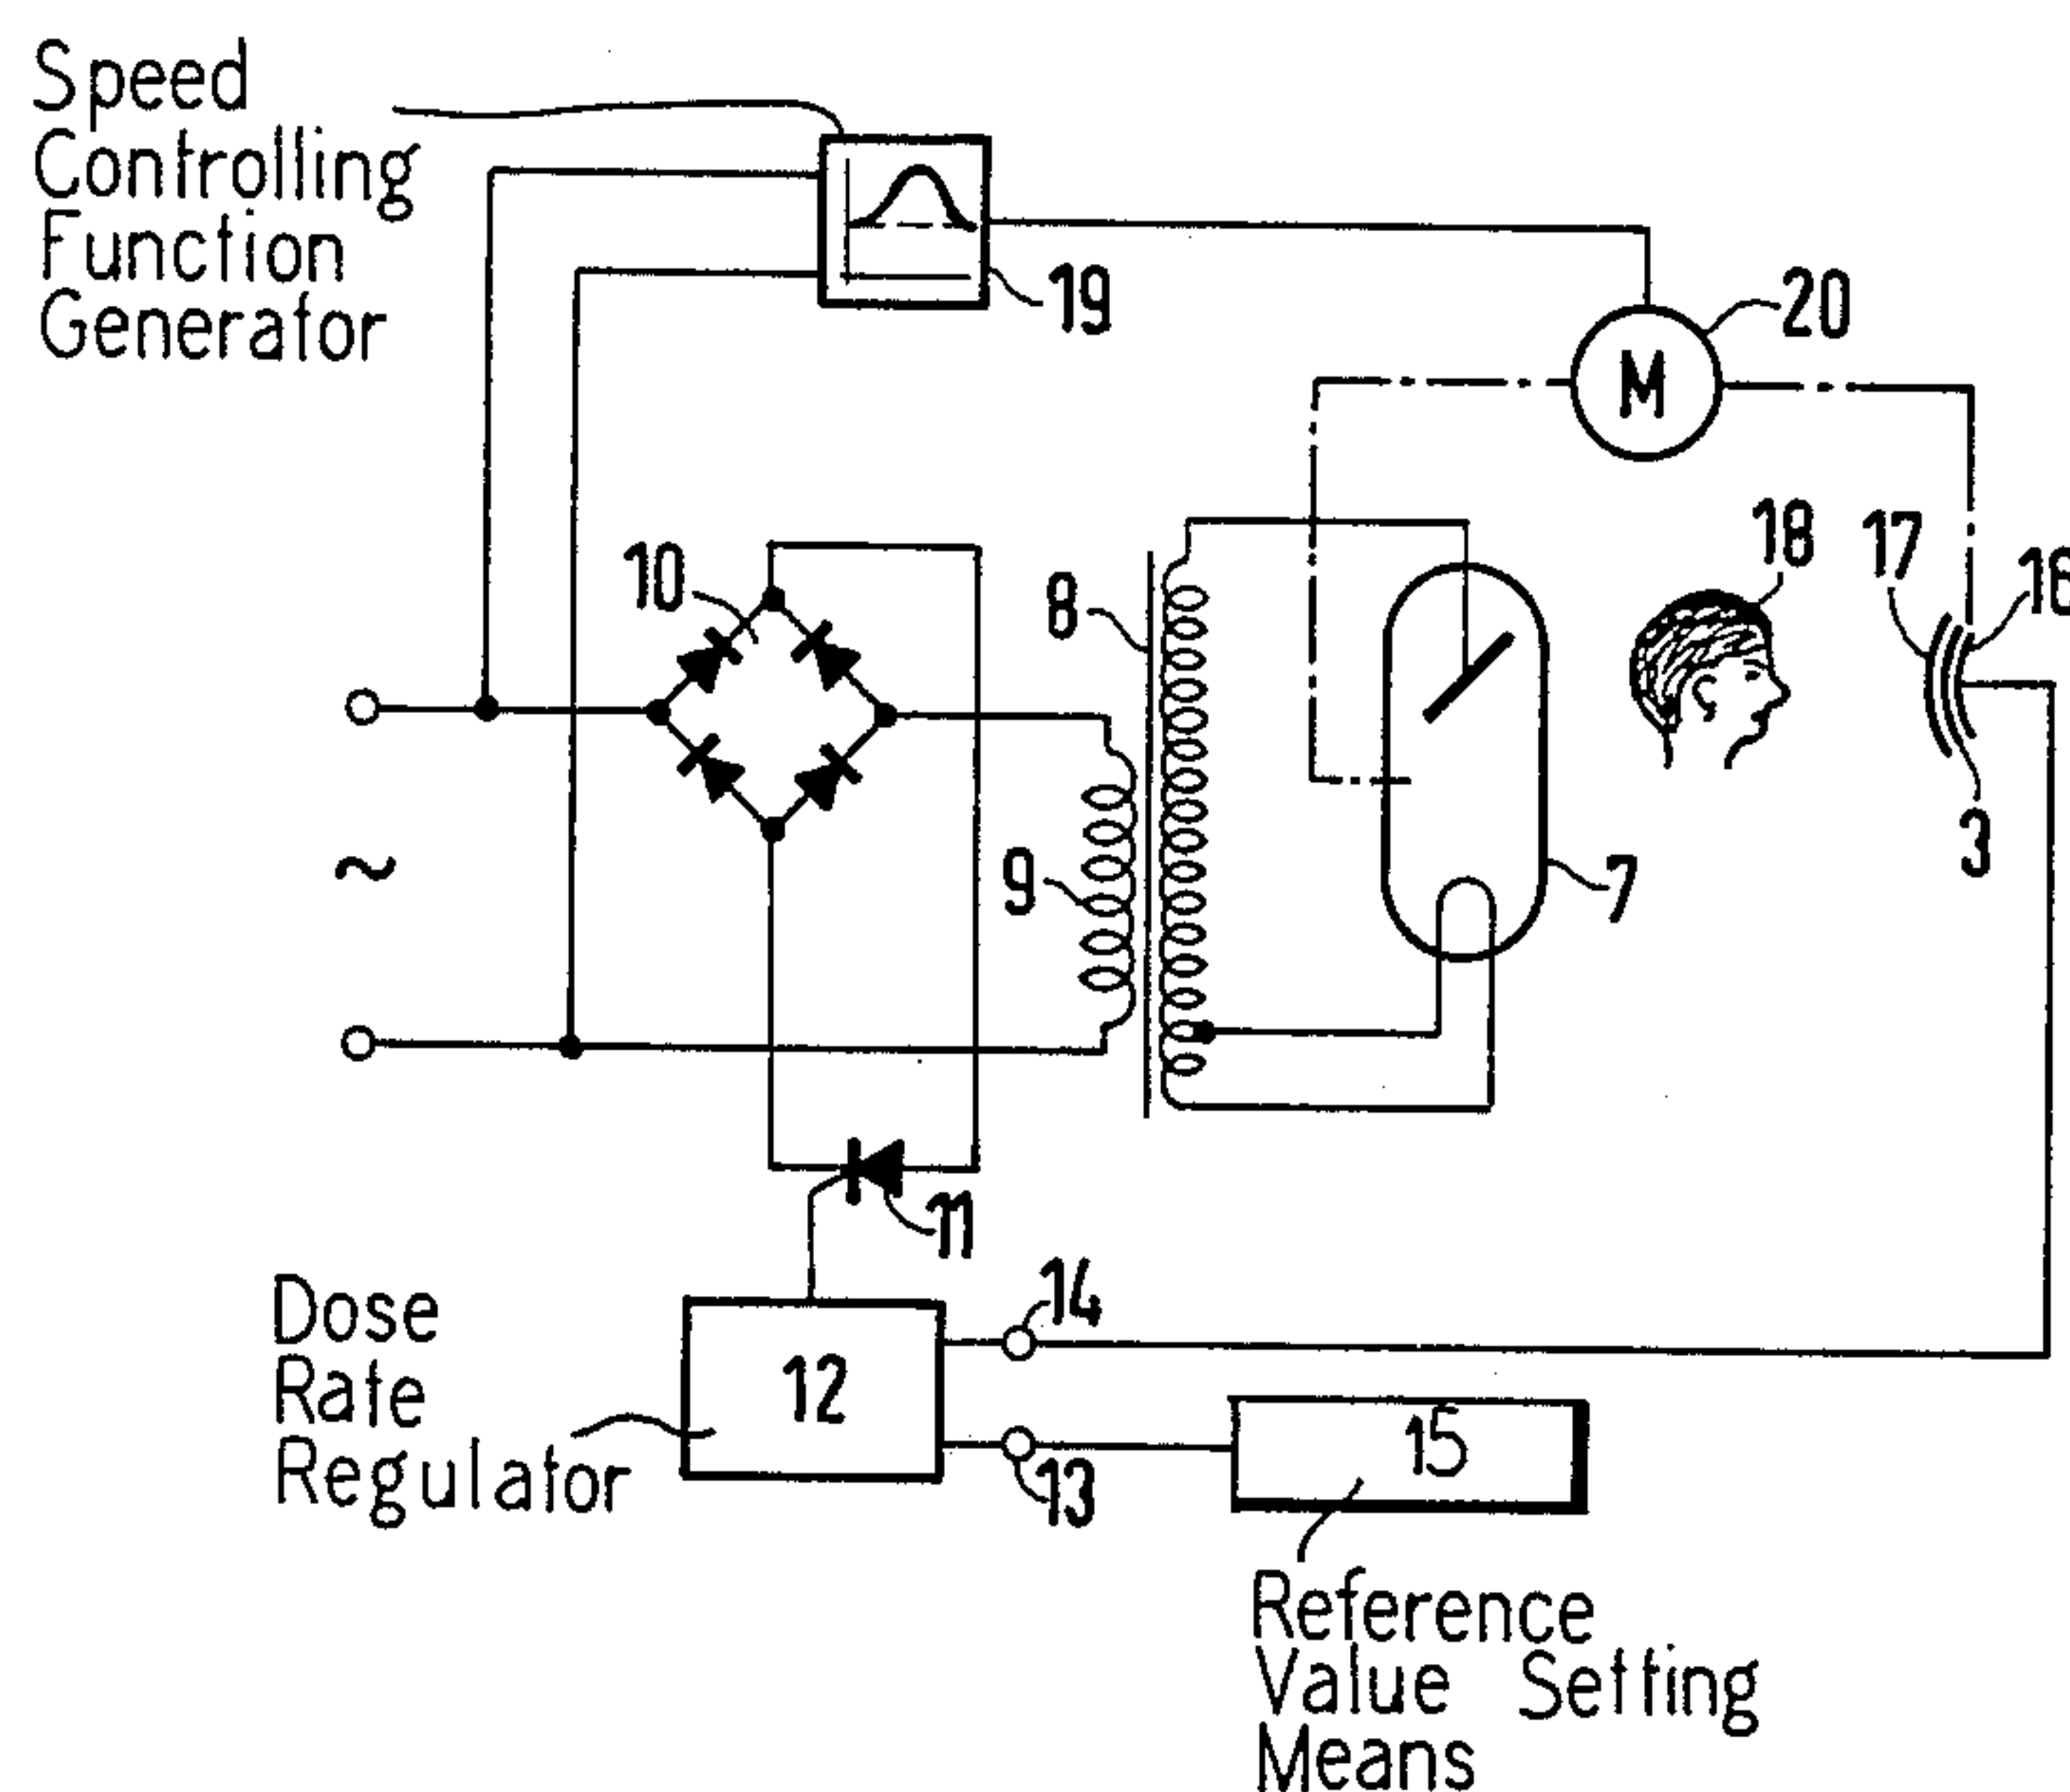 Speed
Controlling
Function
Generator
19
20
M
18
17
16
10
8
9
7
3
~
11
14
Dose
Rate
Regulator
12
13
15
Reference
Value Setting
Means